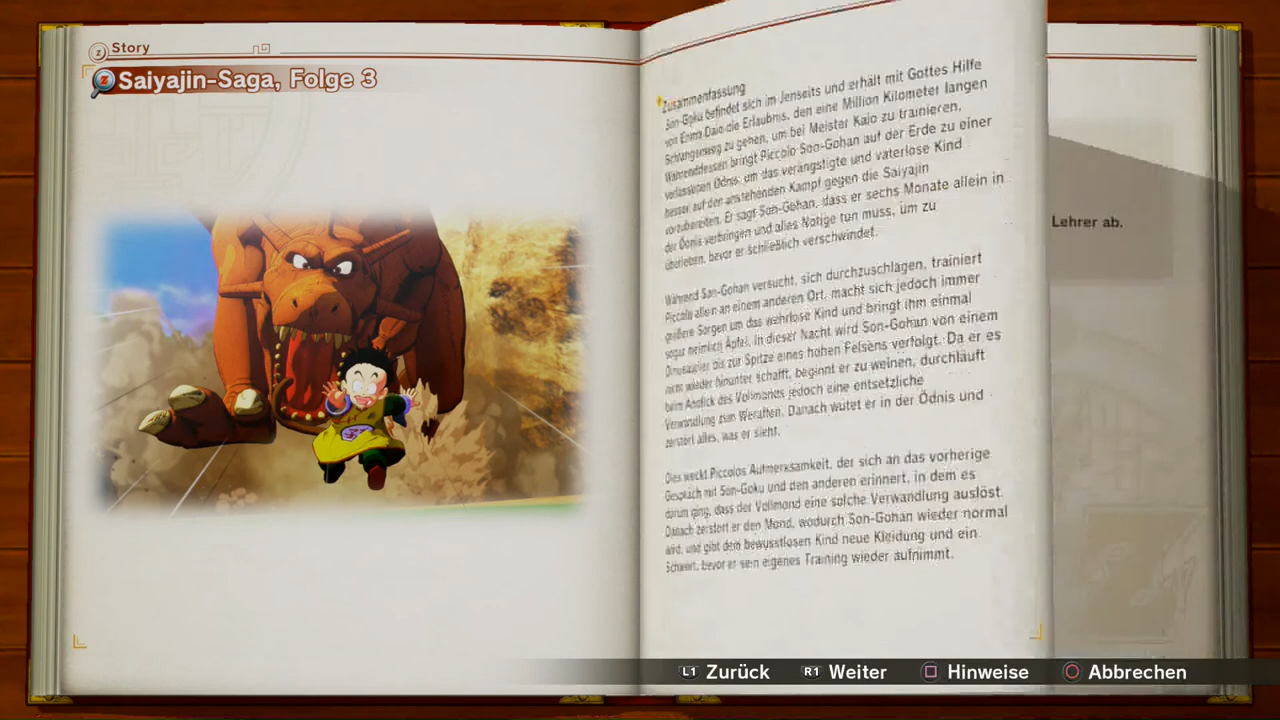 Story
Saiyajin-Saga, Folge 3
Zusammenfassung
Son-Goku befindet sich im Jenseits und erhält mit Gottes Hilfe
von Enma Daio die Erlaubnis, den eine Million Kilometer langen
Schlangenweg zu gehen, um bei Meister Kaio zu trainieren.
Währenddessen bringt Piccolo Son-Gohan auf der Erde zu einer
verlassenen Ödnis, um das verängstigte und vaterlose Kind
besser auf den anstehenden Kampf gegen die Saiyajin
vorzubereiten. Er sagt Son-Gohan, dass er sechs Monate allein in
der Ödnis verbringen und alles Nötige tun muss, um zu
überleben, bevor er schließlich verschwindet.
Während Son-Gohan versucht, sich durchzuschlagen, trainiert
Piccolo allein an einem anderen Ort, macht sich jedoch immer
größere Sorgen um das wehrlose Kind und bringt ihm einmal
sogar heimlich Äpfel. In dieser Nacht wird Son-Gohan von einem
Dinosaurier bis zur Spitze eines hohen Felsens verfolgt. Da er es
nicht wieder hinunter schafft, beginnt er zu weinen, durchläuft
beim Anblick des Vollmondes jedoch eine entsetzliche
Verwandlung zum Weraffen. Danach wütet er in der Ödnis und
zerstört alles, was er sieht.
Dies weckt Piccolos Aufmerksamkeit, der sich an das vorherige
Gespräch mit Son-Goku und den anderen erinnert, in dem es
darum ging, dass der Vollmond eine solche Verwandlung auslöst.
Danach zerstört er den Mond, wodurch Son-Gohan wieder normal
wird, und gibt dem bewusstlosen Kind neue Kleidung und ein
Schwert, bevor er sein eigenes Training wieder aufnimmt.
Lehrer ab.
L1 Zurück R1 Weiter Hinweise Abbrechen